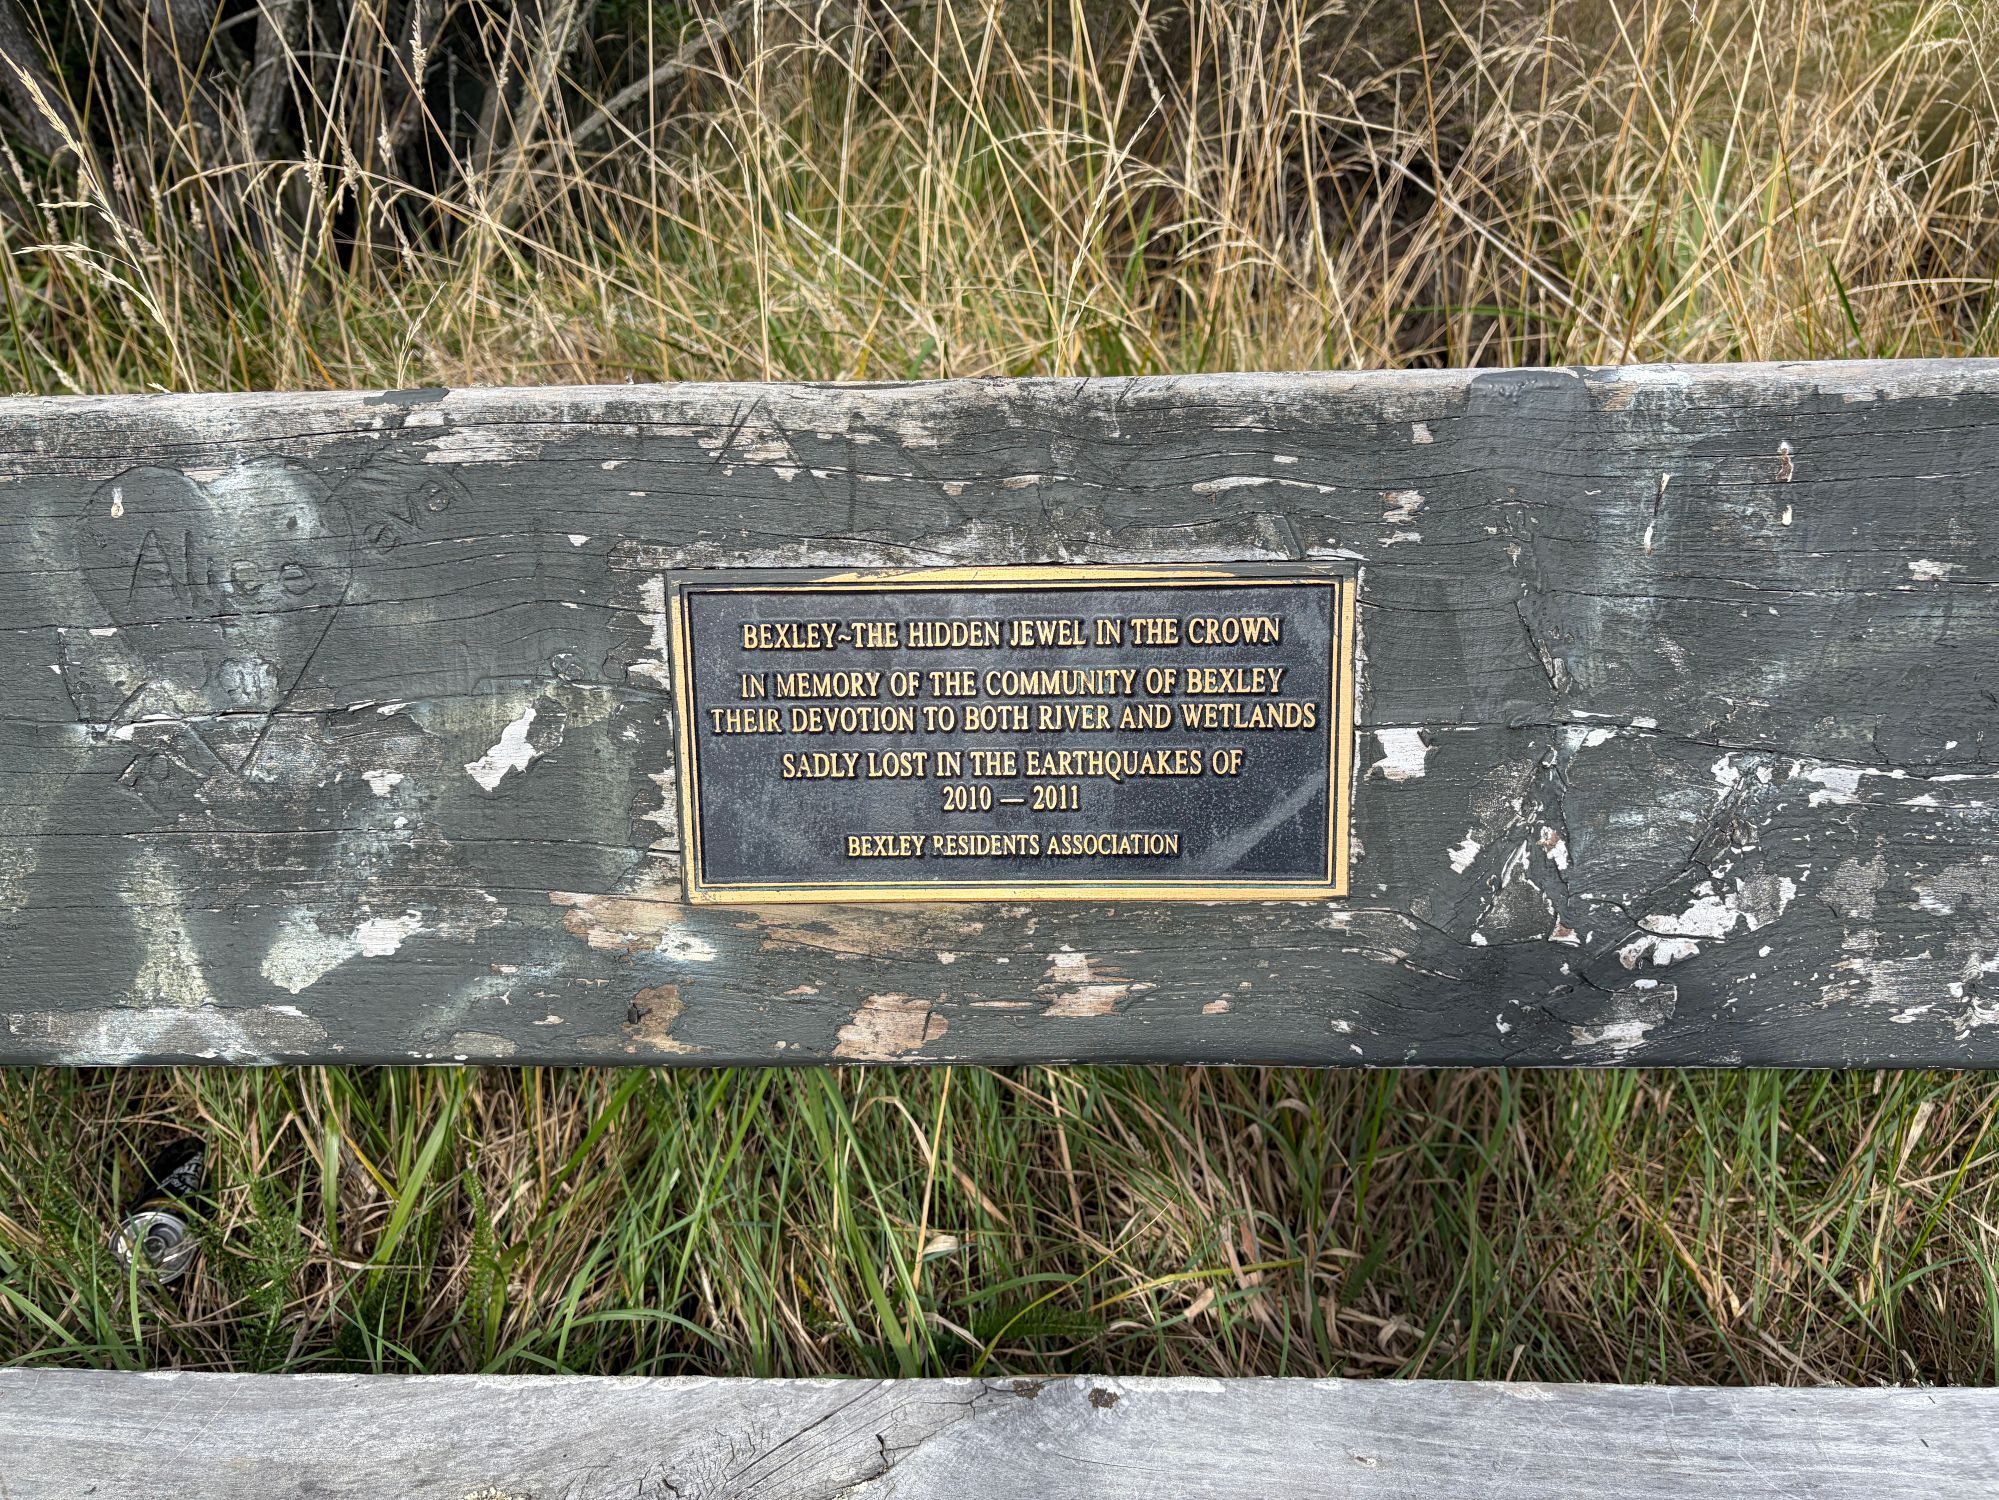 Alice
BEXLEY~THE HIDDEN JEWEL IN THE CROWN
IN MEMORY OF THE COMMUNITY OF BEXLEY
THEIR DEVOTION TO BOTH RIVER AND WETLANDS
SADLY LOST IN THE EARTHQUAKES OF
2010 — 2011
BEXLEY RESIDENTS ASSOCIATION